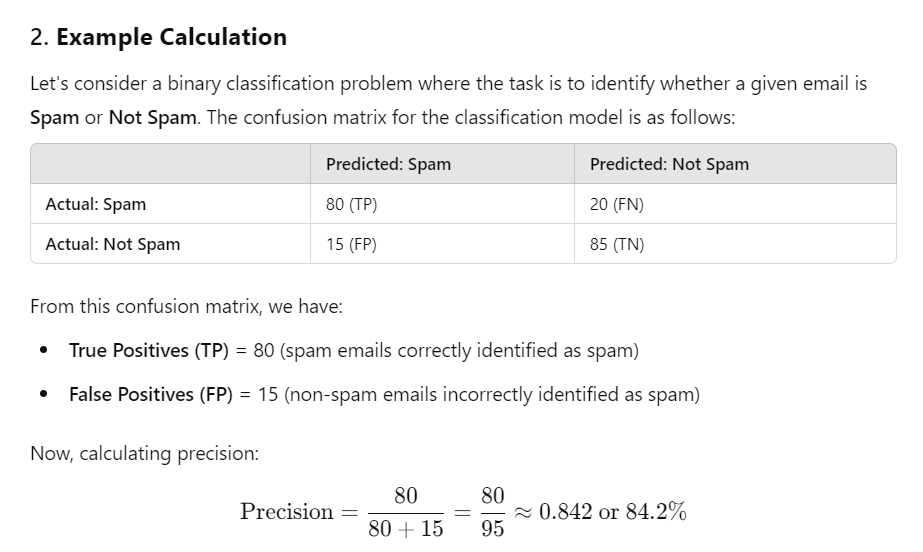 2. Example Calculation
Let's consider a binary classification problem where the task is to identify whether a given email is
Spam or Not Spam. The confusion matrix for the classification model is as follows:
Predicted: Spam Predicted: Not Spam
Actual: Spam 80 (TP) 20 (FN)
Actual: Not Spam 15 (FP) 85 (TN)
From this confusion matrix, we have:
• True Positives (TP) = 80 (spam emails correctly identified as spam)
• False Positives (FP) = 15 (non-spam emails incorrectly identified as spam)
Now, calculating precision:
Precision = 80 / (80 + 15) = 80 / 95 ≈ 0.842 or 84.2%